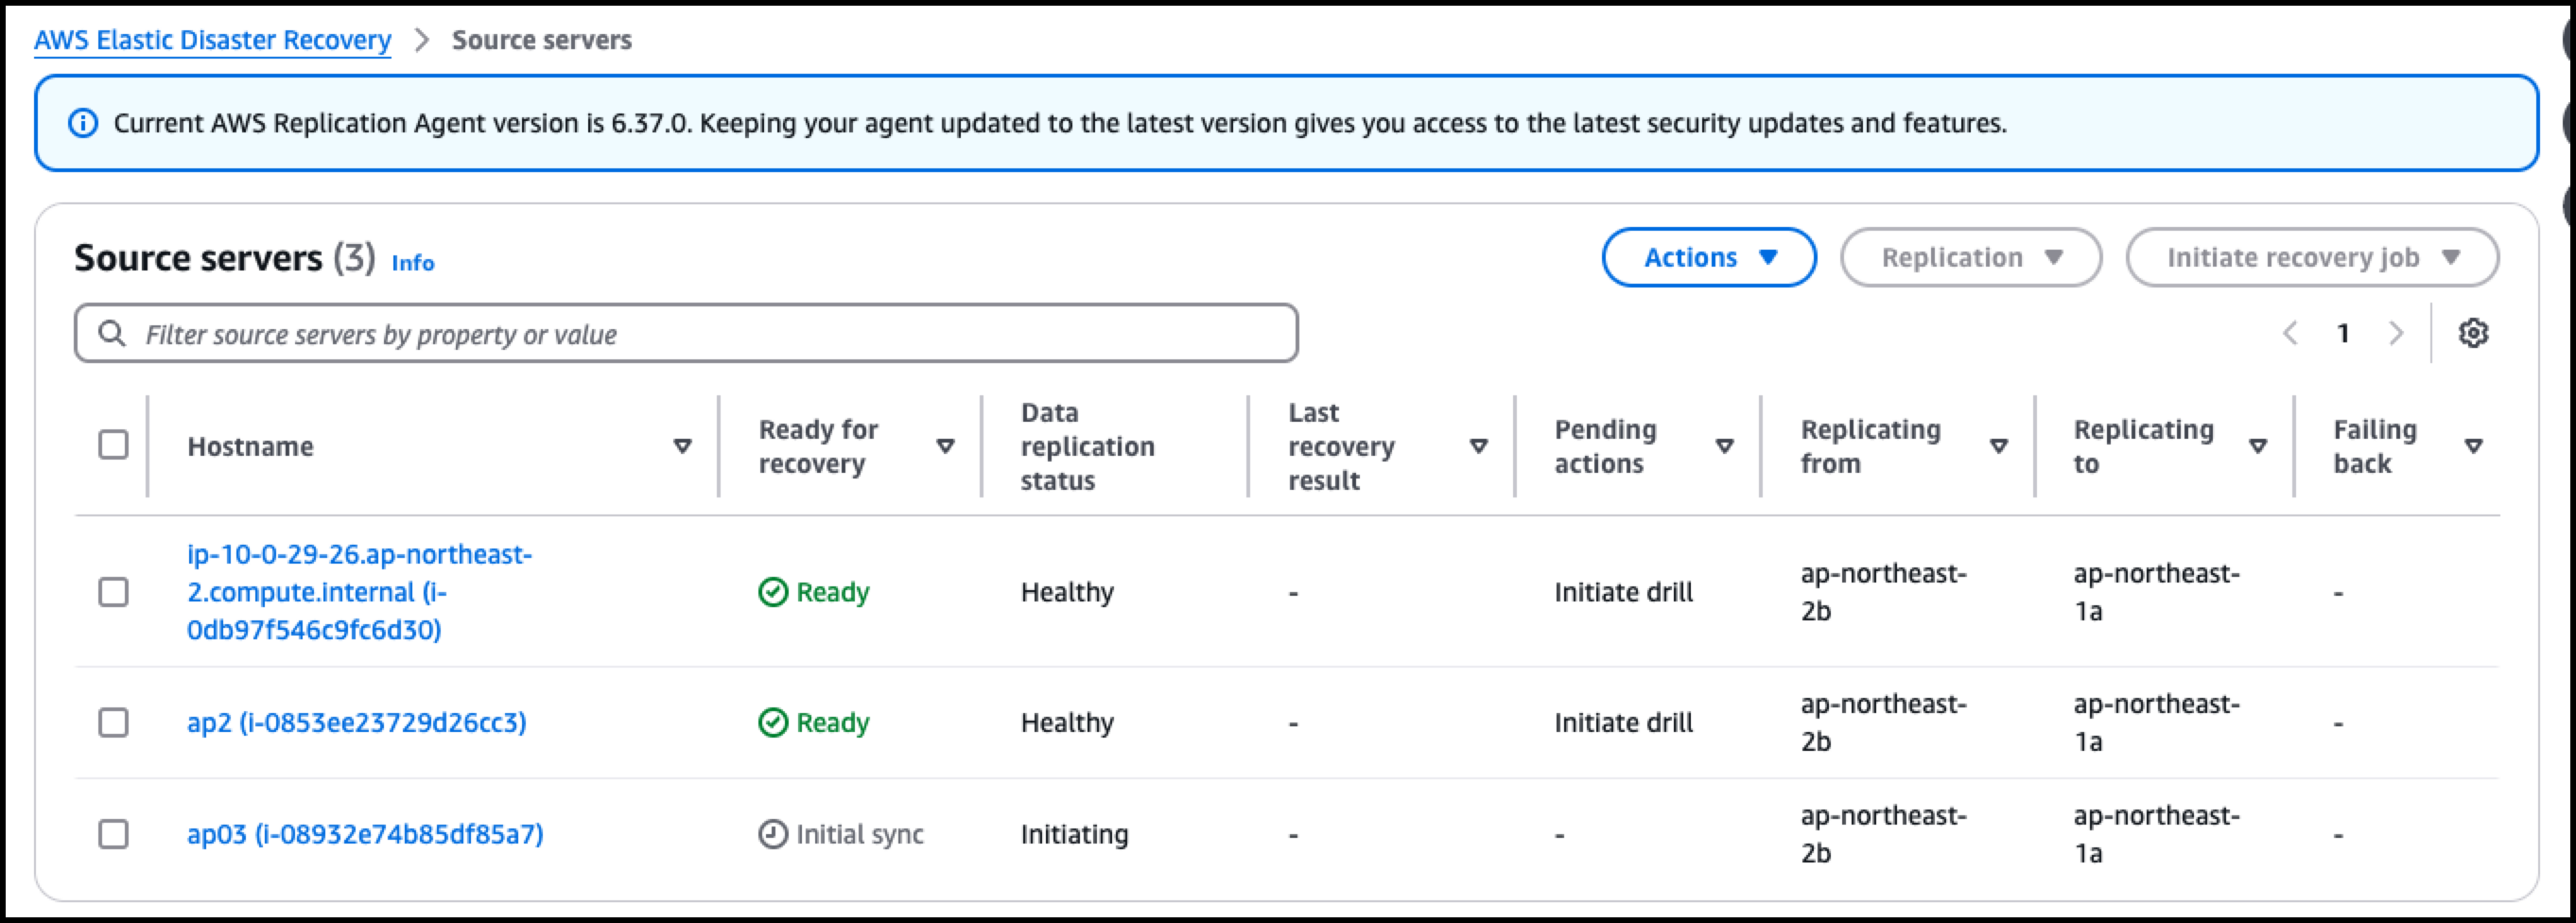 AWS Elastic Disaster Recovery > Source servers
Current AWS Replication Agent version is 6.37.0. Keeping your agent updated to the latest version gives you access to the latest security updates and features.
Source servers (3) Info
Actions Replication Initiate recovery job
Filter source servers by property or value
1
Hostname
Ready for
recovery
Data
replication
status
Last
recovery
result
Pending
actions
Replicating
from
Replicating
to
Failing
back
ip-10-0-29-26.ap-northeast-
2.compute.internal (i-
0db97f546c9fc6d30)
Ready
Healthy
-
Initiate drill
ap-northeast-
2b
ap-northeast-
1a
-
ap2 (i-0853ee23729d26cc3)
Ready
Healthy
-
Initiate drill
ap-northeast-
2b
ap-northeast-
1a
-
ap03 (i-08932e74b85df85a7)
Initial sync
Initiating
-
-
ap-northeast-
2b
ap-northeast-
1a
-